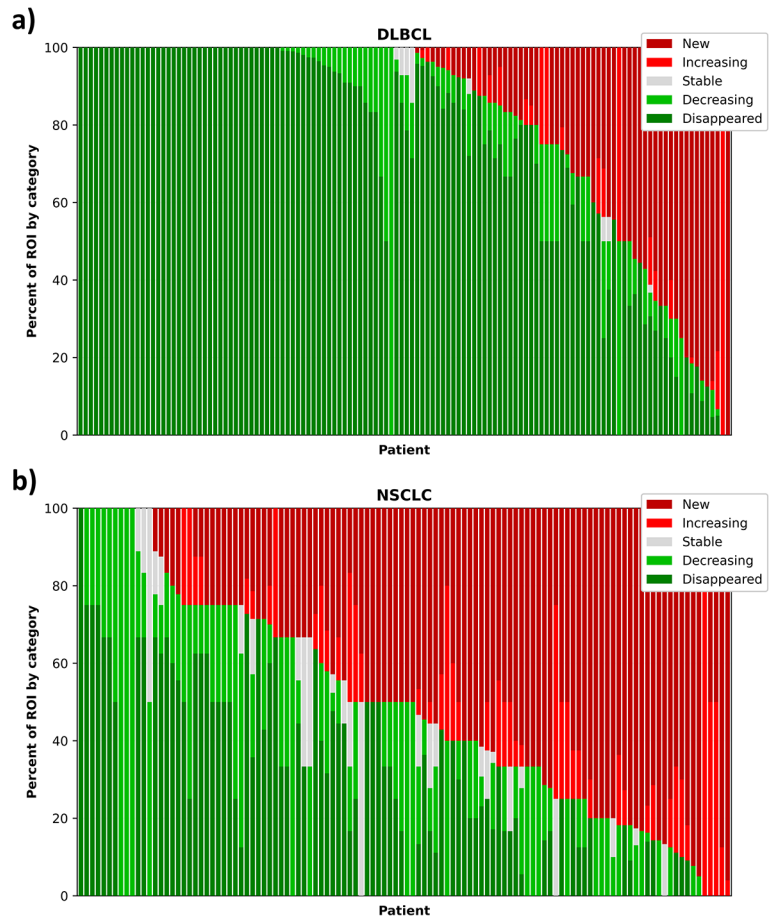 a)
DLBCL
New
Increasing
Stable
Decreasing
Disappeared
100
80
60
40
20
0
Percent of ROI by category
Patient
b)
NSCLC
New
Increasing
Stable
Decreasing
Disappeared
100
80
60
40
20
0
Percent of ROI by category
Patient